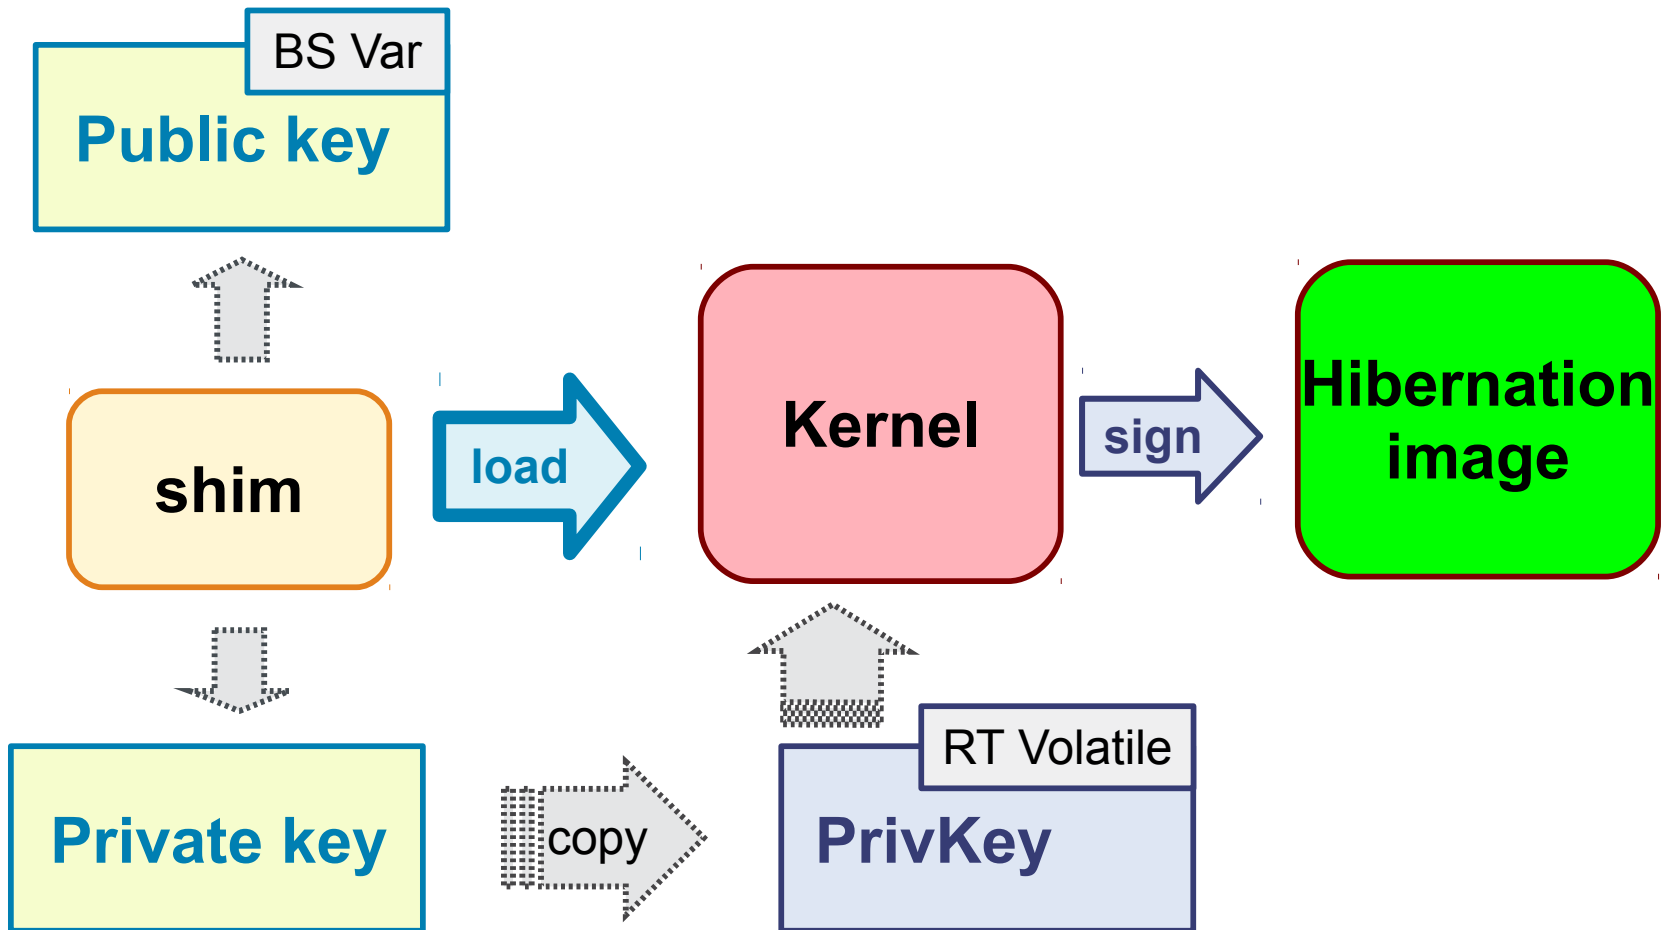 BS Var
Public key
shim
load
Kernel
sign
Hibernation
image
Private key
copy
RT Volatile
PrivKey